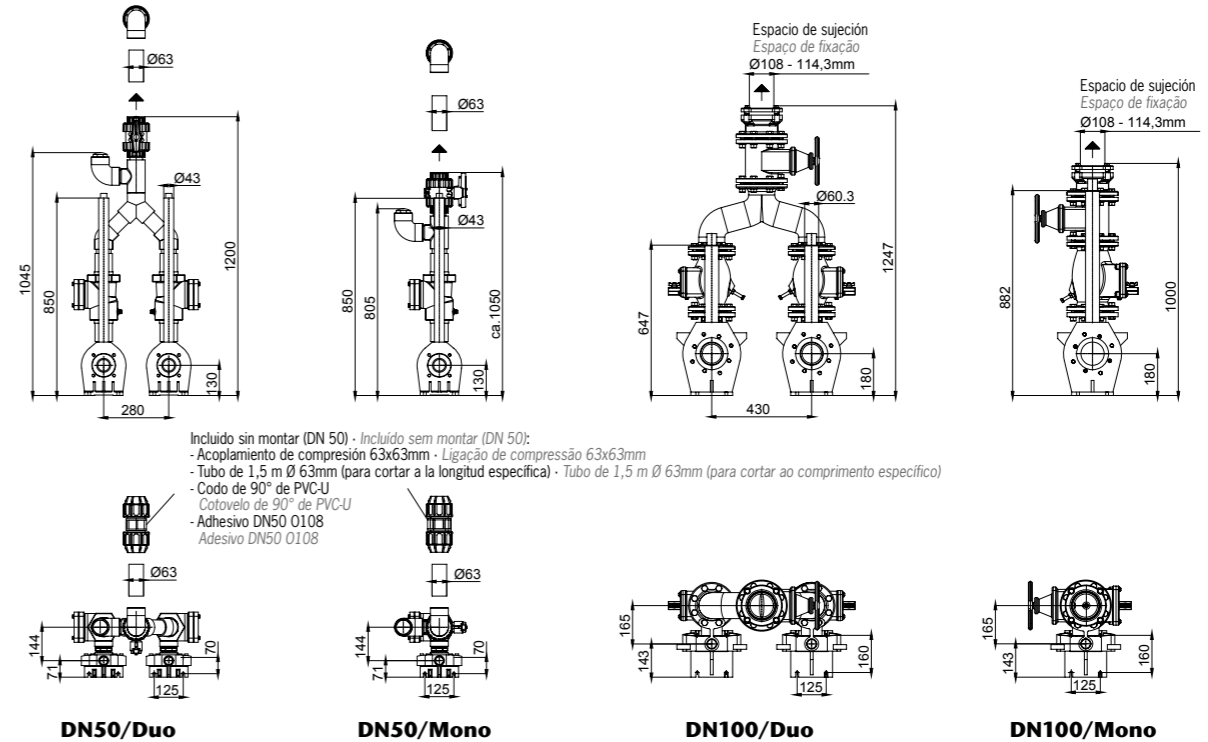 Ø63
Ø43
1045
850
1200
130
280
Ø63
Ø43
850
805
ca.1050
130
Espacio de sujeción
Espaço de fixação
Ø108 - 114,3mm
Ø60.3
647
1247
180
430
Espacio de sujeción
Espaço de fixação
Ø108 - 114,3mm
882
1000
180
Incluido sin montar (DN 50) · Incluído sem montar (DN 50):
- Acoplamiento de compresión 63x63mm · Ligação de compressão 63x63mm
- Tubo de 1,5 m Ø 63mm (para cortar a la longitud específica) · Tubo de 1,5 m Ø 63mm (para cortar ao comprimento específico)
- Codo de 90° de PVC-U
Cotovelo de 90° de PVC-U
- Adhesivo DN50 O108
Adesivo DN50 O108
Ø63
144
71
70
125
Ø63
144
71
70
125
165
143
160
125
165
143
160
125
DN50/Duo
DN50/Mono
DN100/Duo
DN100/Mono